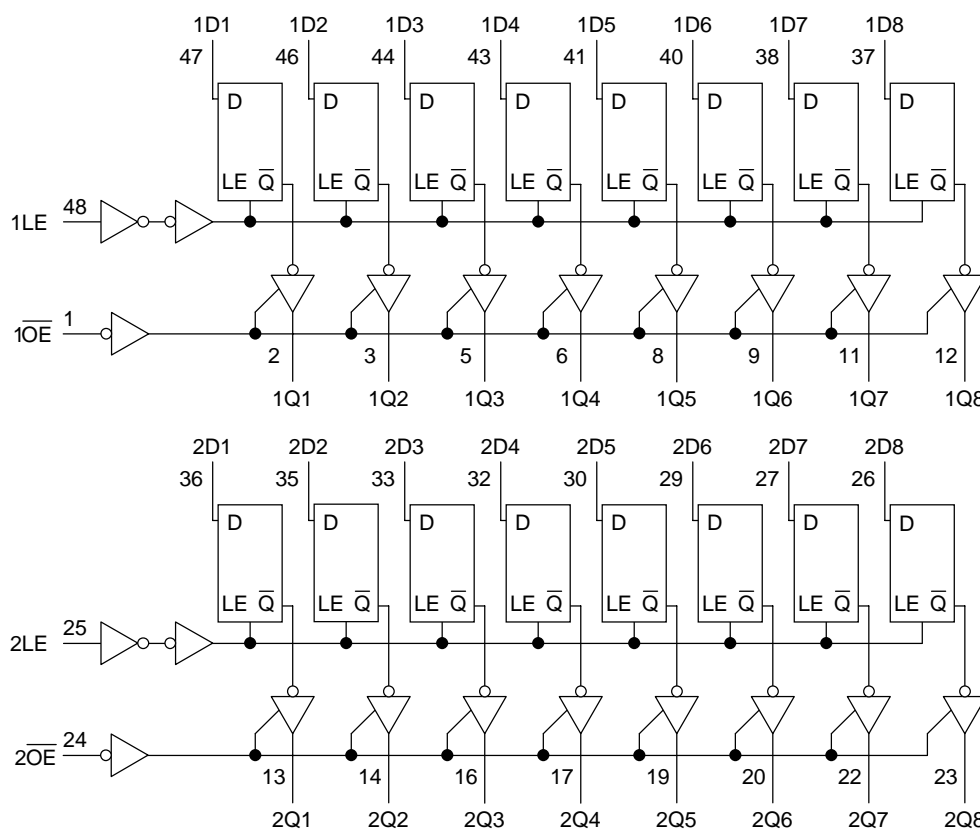 1D1 1D2 1D3 1D4 1D5 1D6 1D7 1D8
47 46 44 43 41 40 38 37
D D D D D D D D
LE Q̅ LE Q̅ LE Q̅ LE Q̅ LE Q̅ LE Q̅ LE Q̅ LE Q̅
1LE 48
1O̅E̅ 1
2 3 5 6 8 9 11 12
1Q1 1Q2 1Q3 1Q4 1Q5 1Q6 1Q7 1Q8
2D1 2D2 2D3 2D4 2D5 2D6 2D7 2D8
36 35 33 32 30 29 27 26
D D D D D D D D
LE Q̅ LE Q̅ LE Q̅ LE Q̅ LE Q̅ LE Q̅ LE Q̅ LE Q̅
2LE 25
2O̅E̅ 24
13 14 16 17 19 20 22 23
2Q1 2Q2 2Q3 2Q4 2Q5 2Q6 2Q7 2Q8